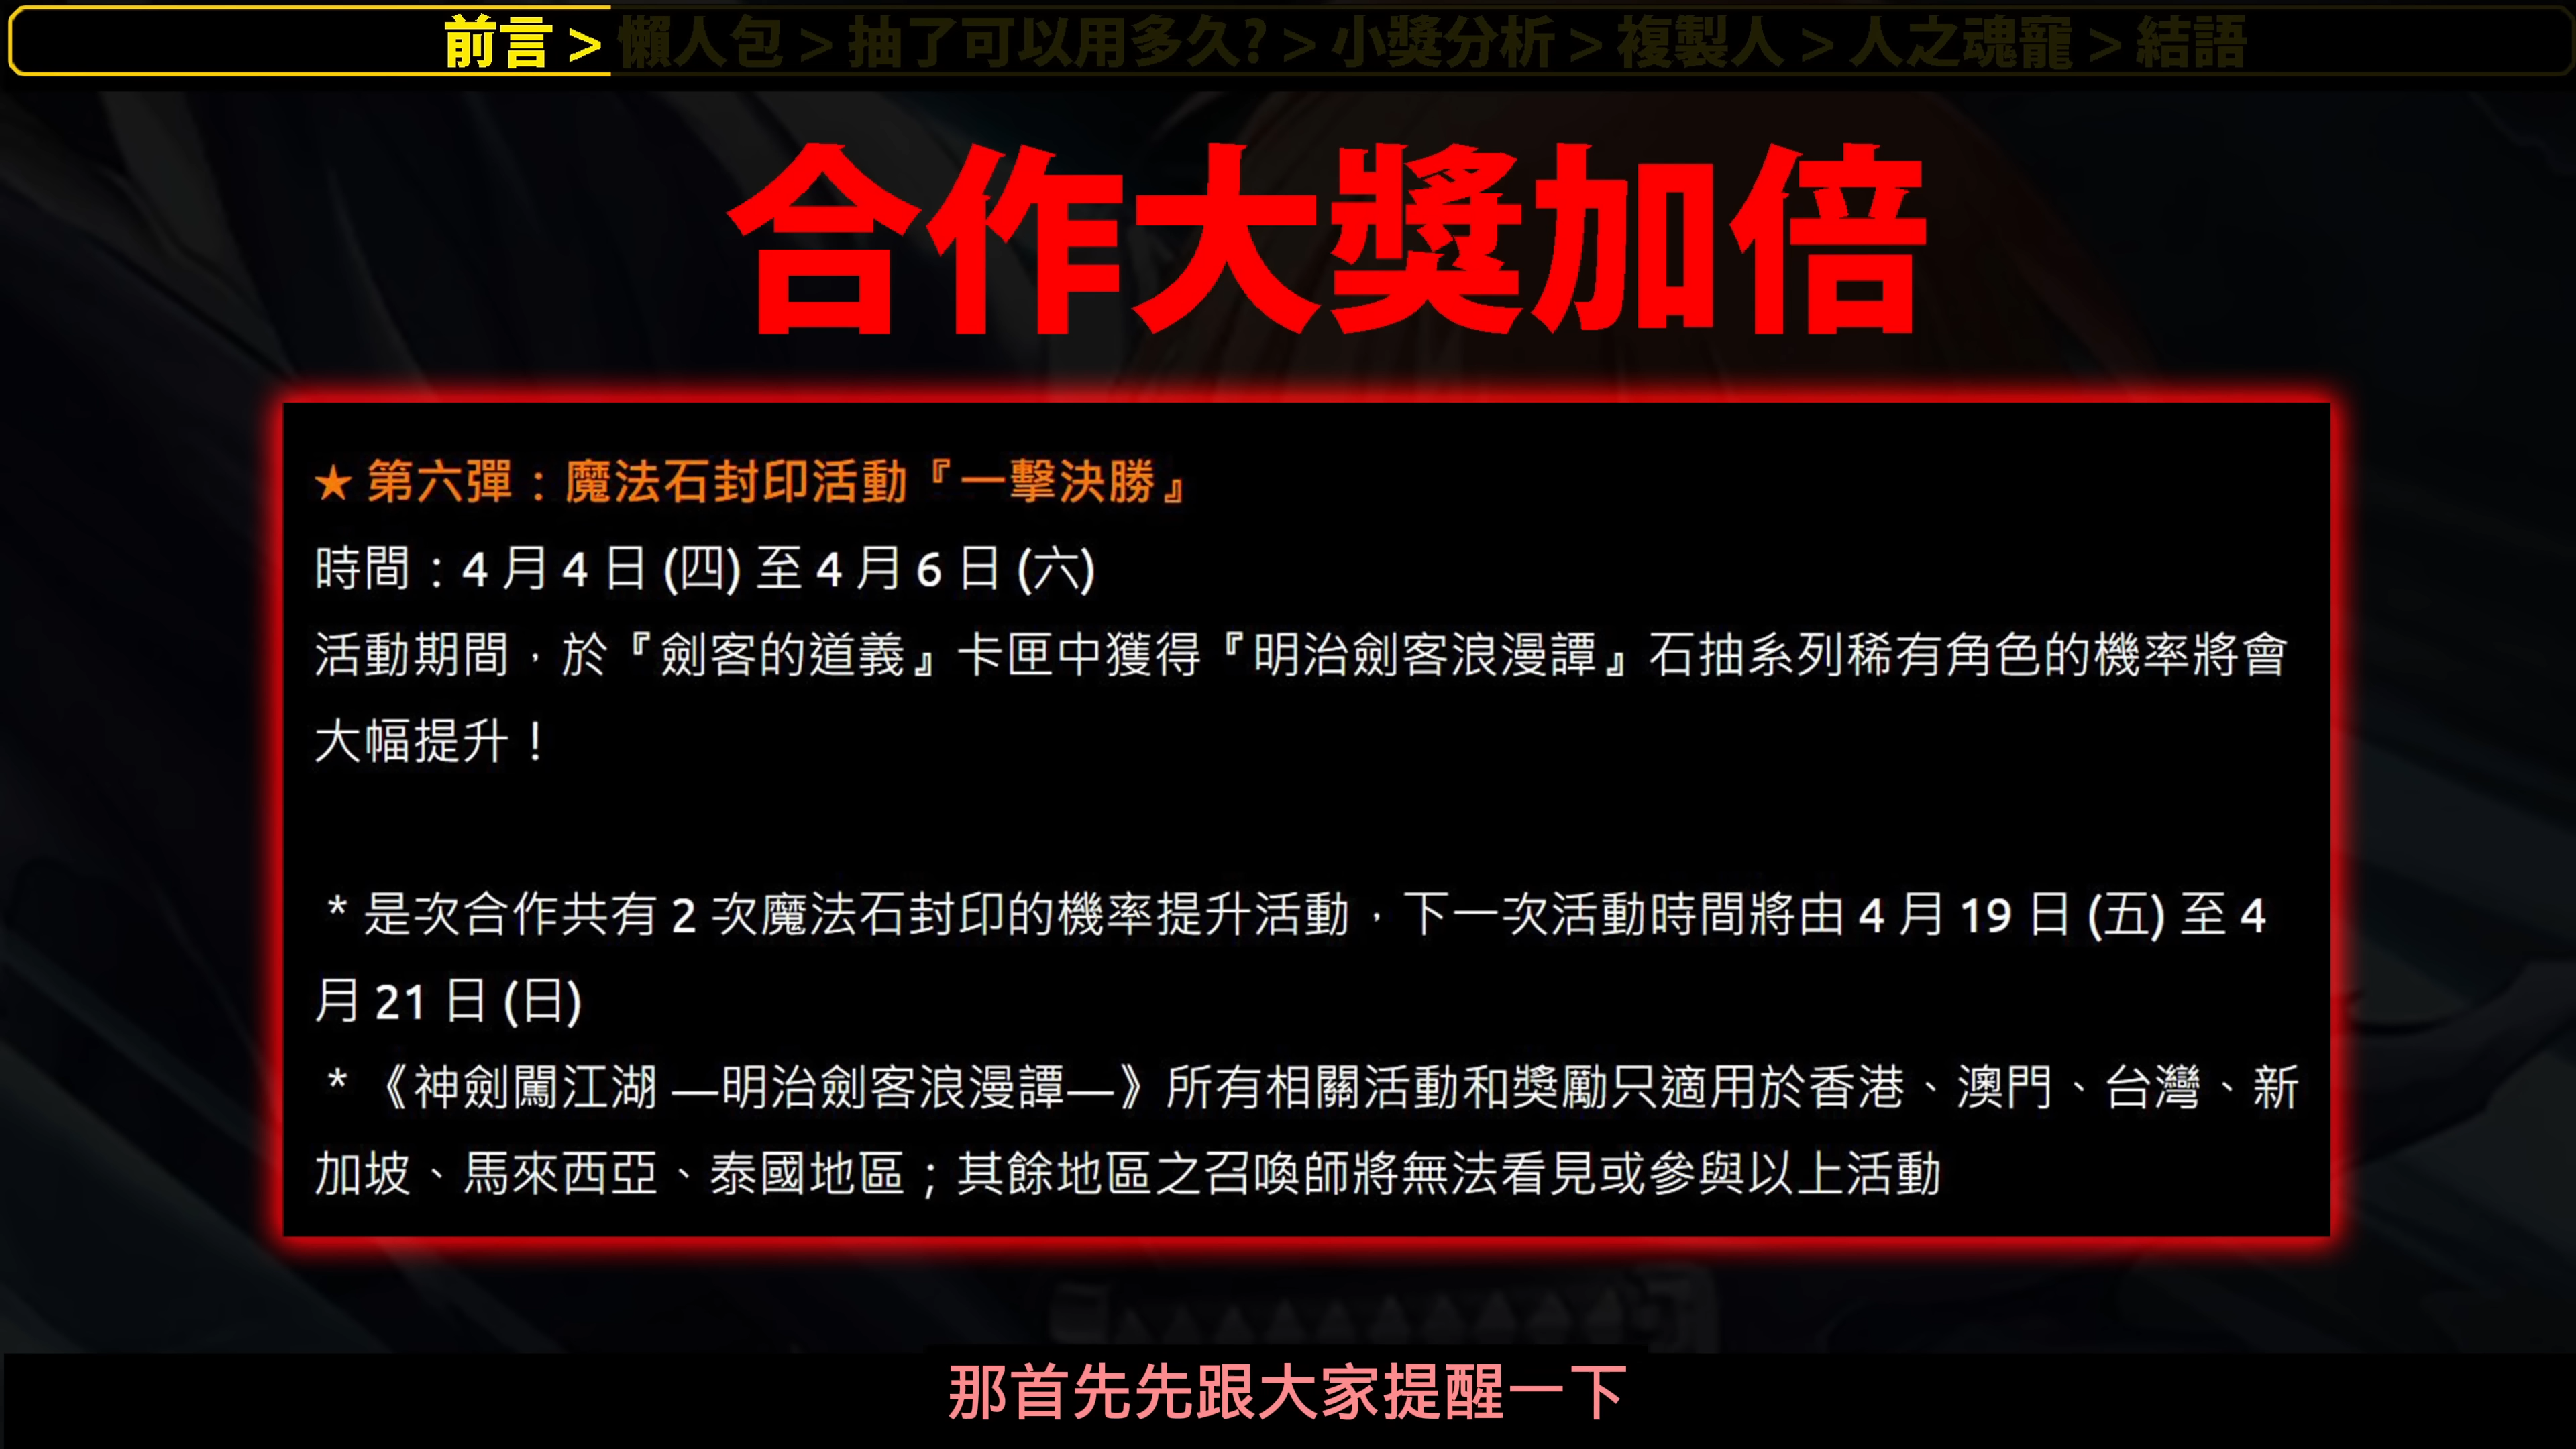 前言 > 懶人包 > 抽了可以用多久? > 小獎分析 > 複製人 > 人之魂寵 > 結語
合作大獎加倍
★ 第六彈：魔法石封印活動『一擊決勝』
時間：4 月 4 日 (四) 至 4 月 6 日 (六)
活動期間，於『劍客的道義』卡匣中獲得『明治劍客浪漫譚』石抽系列稀有角色的機率將會
大幅提升！
* 是次合作共有 2 次魔法石封印的機率提升活動，下一次活動時間將由 4 月 19 日 (五) 至 4
月 21 日 (日)
* 《神劍闖江湖 —明治劍客浪漫譚—》所有相關活動和獎勵只適用於香港、澳門、台灣、新
加坡、馬來西亞、泰國地區；其餘地區之召喚師將無法看見或參與以上活動
那首先先跟大家提醒一下